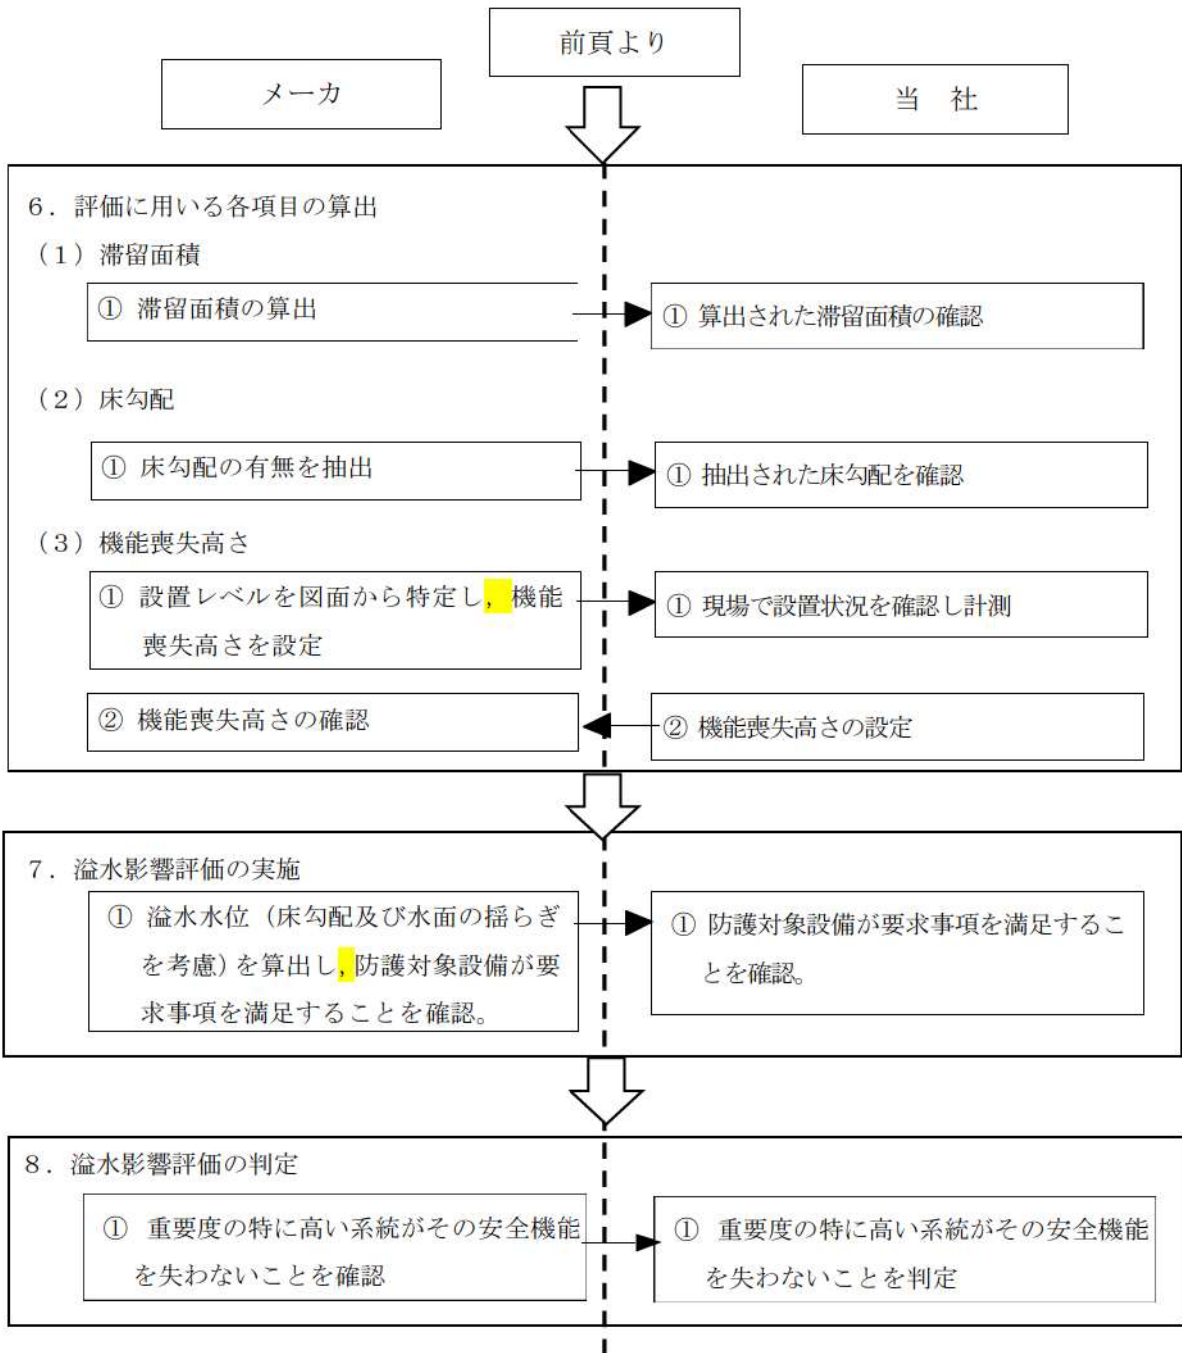 前頁より
メーカ
当 社
6．評価に用いる各項目の算出
（1）滞留面積
① 滞留面積の算出
① 算出された滞留面積の確認
（2）床勾配
① 床勾配の有無を抽出
① 抽出された床勾配を確認
（3）機能喪失高さ
① 設置レベルを図面から特定し，機能
喪失高さを設定
① 現場で設置状況を確認し計測
② 機能喪失高さの確認
② 機能喪失高さの設定
7．溢水影響評価の実施
① 溢水水位（床勾配及び水面の揺らぎ
を考慮）を算出し，防護対象設備が要
求事項を満足することを確認。
① 防護対象設備が要求事項を満足するこ
とを確認。
8．溢水影響評価の判定
① 重要度の特に高い系統がその安全機能
を失わないことを確認
① 重要度の特に高い系統がその安全機能
を失わないことを判定